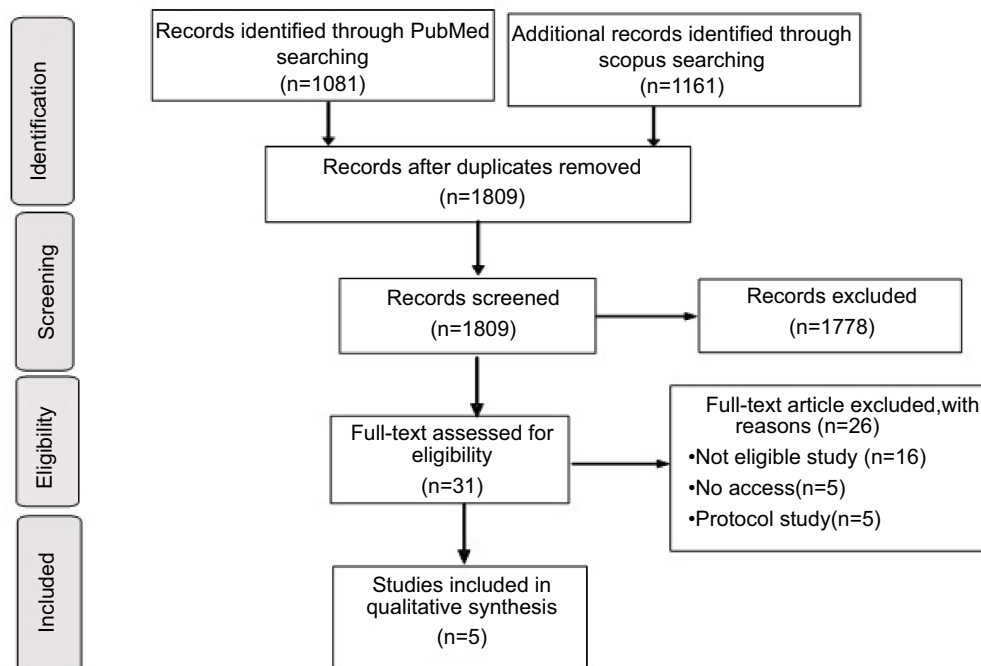 Identification
Records identified through PubMed
searching
(n=1081)
Additional records identified through
scopus searching
(n=1161)
Records after duplicates removed
(n=1809)
Screening
Records screened
(n=1809)
Records excluded
(n=1778)
Eligibility
Full-text assessed for
eligibility
(n=31)
Full-text article excluded,with
reasons (n=26)
•Not eligible study (n=16)
•No access(n=5)
•Protocol study(n=5)
Included
Studies included in
qualitative synthesis
(n=5)